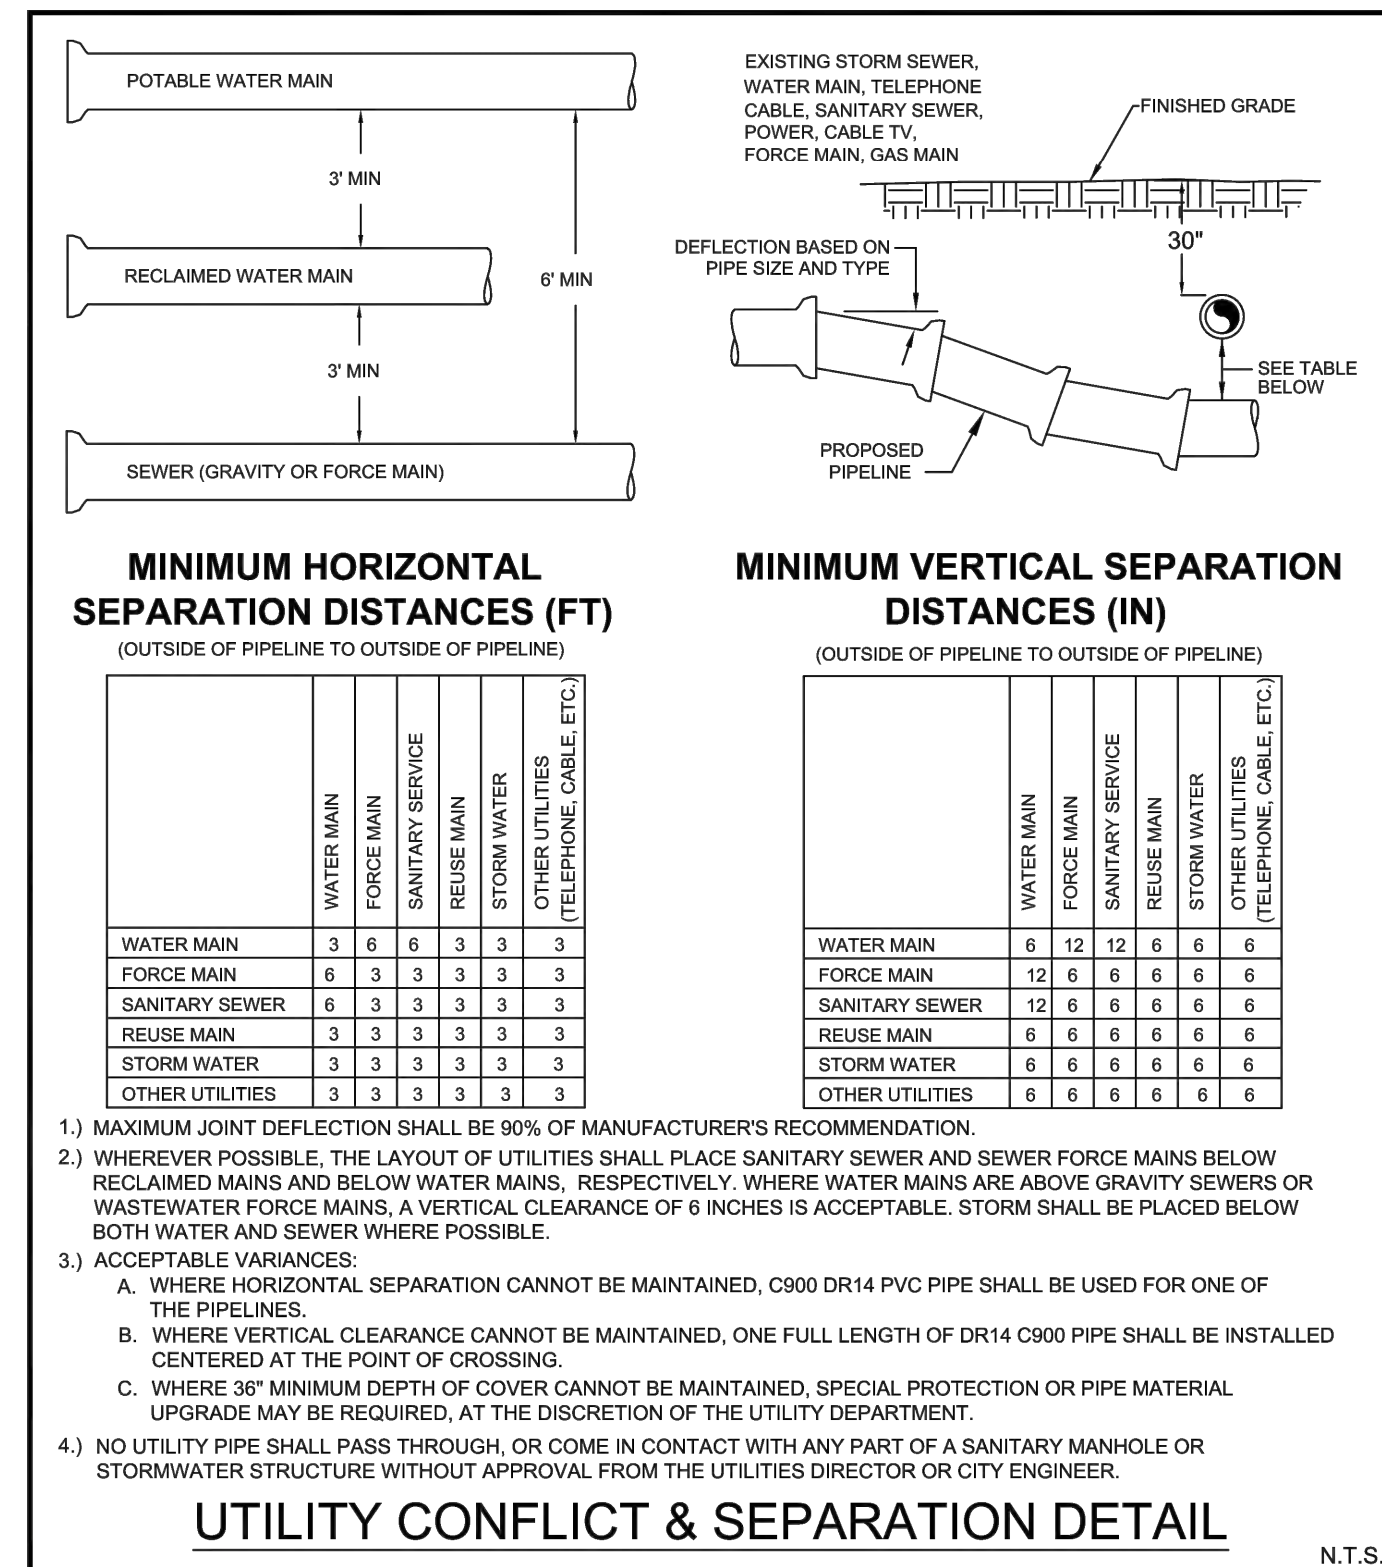 POTABLE WATER MAIN
3' MIN
RECLAIMED WATER MAIN
6' MIN
3' MIN
SEWER (GRAVITY OR FORCE MAIN)
EXISTING STORM SEWER,
WATER MAIN, TELEPHONE
CABLE, SANITARY SEWER,
POWER, CABLE TV,
FORCE MAIN, GAS MAIN
FINISHED GRADE
30"
DEFLECTION BASED ON
PIPE SIZE AND TYPE
SEE TABLE
BELOW
PROPOSED
PIPELINE
MINIMUM HORIZONTAL
SEPARATION DISTANCES (FT)
(OUTSIDE OF PIPELINE TO OUTSIDE OF PIPELINE)
WATER MAIN
FORCE MAIN
SANITARY SERVICE
REUSE MAIN
STORM WATER
OTHER UTILITIES
(TELEPHONE, CABLE, ETC.)
WATER MAIN 3 6 6 3 3 3
FORCE MAIN 6 3 3 3 3 3
SANITARY SEWER 6 3 3 3 3 3
REUSE MAIN 3 3 3 3 3 3
STORM WATER 3 3 3 3 3 3
OTHER UTILITIES 3 3 3 3 3 3
MINIMUM VERTICAL SEPARATION
DISTANCES (IN)
(OUTSIDE OF PIPELINE TO OUTSIDE OF PIPELINE)
WATER MAIN
FORCE MAIN
SANITARY SERVICE
REUSE MAIN
STORM WATER
OTHER UTILITIES
(TELEPHONE, CABLE, ETC.)
WATER MAIN 6 12 12 6 6 6
FORCE MAIN 12 6 6 6 6 6
SANITARY SEWER 12 6 6 6 6 6
REUSE MAIN 6 6 6 6 6 6
STORM WATER 6 6 6 6 6 6
OTHER UTILITIES 6 6 6 6 6 6
1.) MAXIMUM JOINT DEFLECTION SHALL BE 90% OF MANUFACTURER'S RECOMMENDATION.
2.) WHEREVER POSSIBLE, THE LAYOUT OF UTILITIES SHALL PLACE SANITARY SEWER AND SEWER FORCE MAINS BELOW
RECLAIMED MAINS AND BELOW WATER MAINS, RESPECTIVELY. WHERE WATER MAINS ARE ABOVE GRAVITY SEWERS OR
WASTEWATER FORCE MAINS, A VERTICAL CLEARANCE OF 6 INCHES IS ACCEPTABLE. STORM SHALL BE PLACED BELOW
BOTH WATER AND SEWER WHERE POSSIBLE.
3.) ACCEPTABLE VARIANCES:
A. WHERE HORIZONTAL SEPARATION CANNOT BE MAINTAINED, C900 DR14 PVC PIPE SHALL BE USED FOR ONE OF
THE PIPELINES.
B. WHERE VERTICAL CLEARANCE CANNOT BE MAINTAINED, ONE FULL LENGTH OF DR14 C900 PIPE SHALL BE INSTALLED
CENTERED AT THE POINT OF CROSSING.
C. WHERE 36" MINIMUM DEPTH OF COVER CANNOT BE MAINTAINED, SPECIAL PROTECTION OR PIPE MATERIAL
UPGRADE MAY BE REQUIRED, AT THE DISCRETION OF THE UTILITY DEPARTMENT.
4.) NO UTILITY PIPE SHALL PASS THROUGH, OR COME IN CONTACT WITH ANY PART OF A SANITARY MANHOLE OR
STORMWATER STRUCTURE WITHOUT APPROVAL FROM THE UTILITIES DIRECTOR OR CITY ENGINEER.
UTILITY CONFLICT & SEPARATION DETAIL
N.T.S.